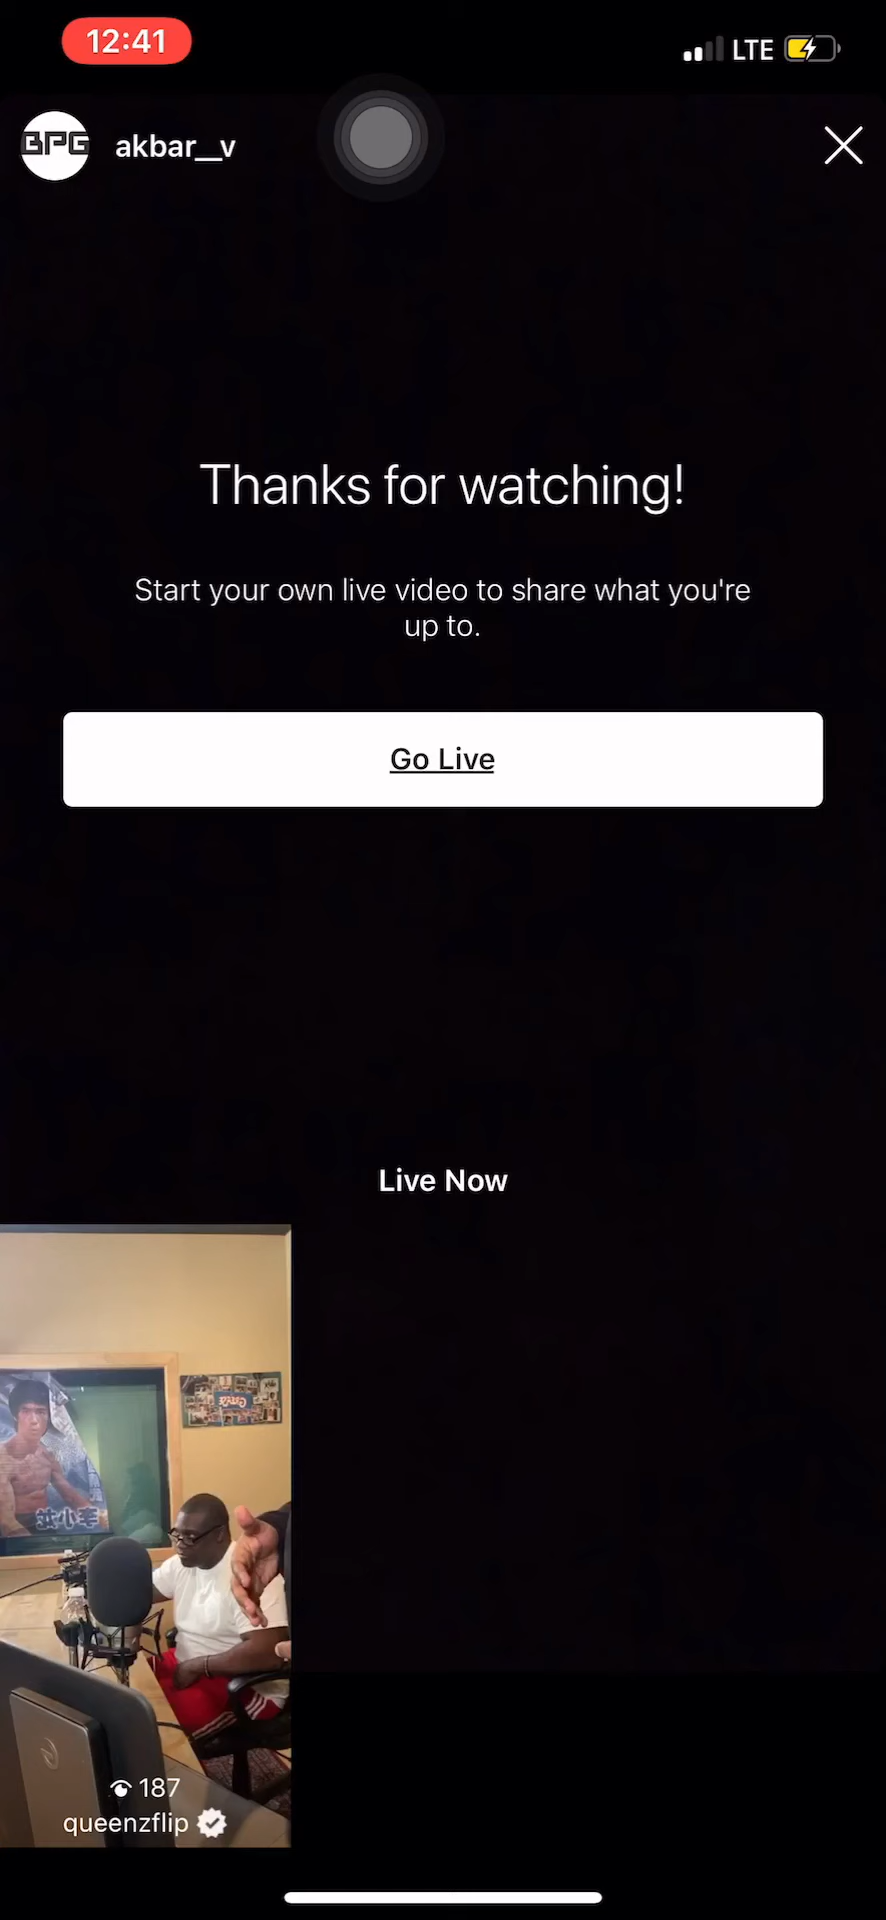 12:41
LTE
BPG
akbar__v
Thanks for watching!
Start your own live video to share what you're
up to.
Go Live
Live Now
187
queenzflip